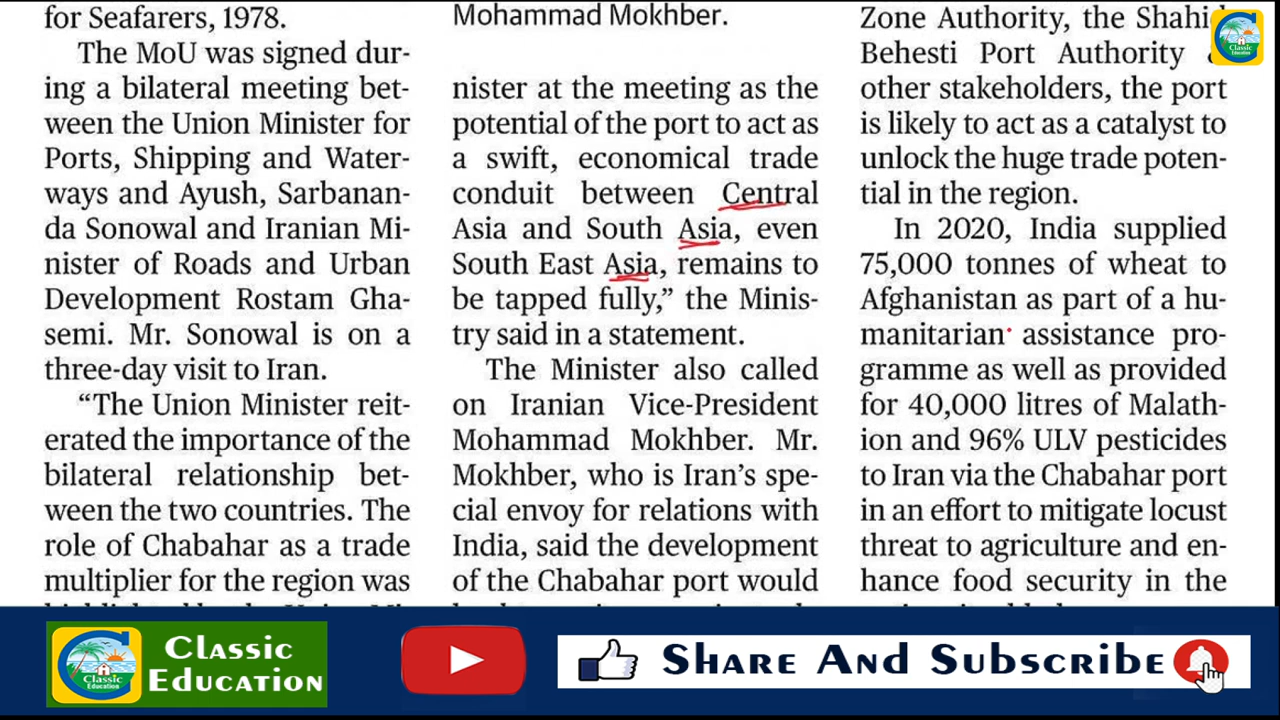 for Seafarers, 1978.
The MoU was signed dur-
ing a bilateral meeting bet-
ween the Union Minister for
Ports, Shipping and Water-
ways and Ayush, Sarbanan-
da Sonowal and Iranian Mi-
nister of Roads and Urban
Development Rostam Gha-
semi. Mr. Sonowal is on a
three-day visit to Iran.
“The Union Minister reit-
erated the importance of the
bilateral relationship bet-
ween the two countries. The
role of Chabahar as a trade
multiplier for the region was
Mohammad Mokhber.
nister at the meeting as the
potential of the port to act as
a swift, economical trade
conduit between Central
Asia and South Asia, even
South East Asia, remains to
be tapped fully,” the Minis-
try said in a statement.
The Minister also called
on Iranian Vice-President
Mohammad Mokhber. Mr.
Mokhber, who is Iran’s spe-
cial envoy for relations with
India, said the development
of the Chabahar port would
Zone Authority, the Shahid
Behesti Port Authority
other stakeholders, the port
is likely to act as a catalyst to
unlock the huge trade poten-
tial in the region.
In 2020, India supplied
75,000 tonnes of wheat to
Afghanistan as part of a hu-
manitarian assistance pro-
gramme as well as provided
for 40,000 litres of Malath-
ion and 96% ULV pesticides
to Iran via the Chabahar port
in an effort to mitigate locust
threat to agriculture and en-
hance food security in the
Classic
Education
Classic
Education
Classic
Education
Share And Subscribe